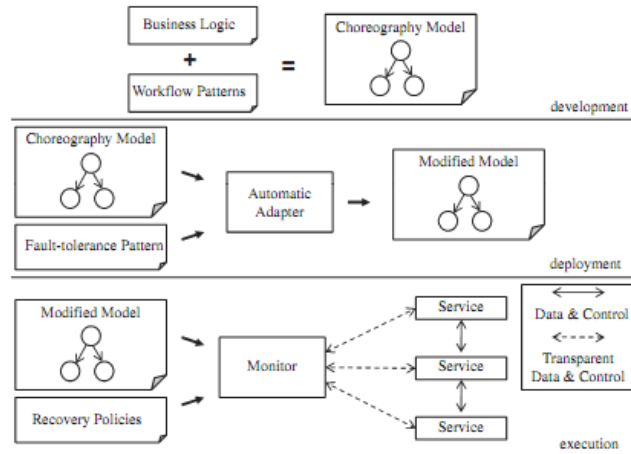 Business Logic
+
Workflow Patterns
=
Choreography Model
development
Choreography Model
Fault-tolerance Pattern
Automatic
Adapter
Modified Model
deployment
Modified Model
Recovery Policies
Monitor
Service
Service
Service
Data & Control
Transparent
Data & Control
execution